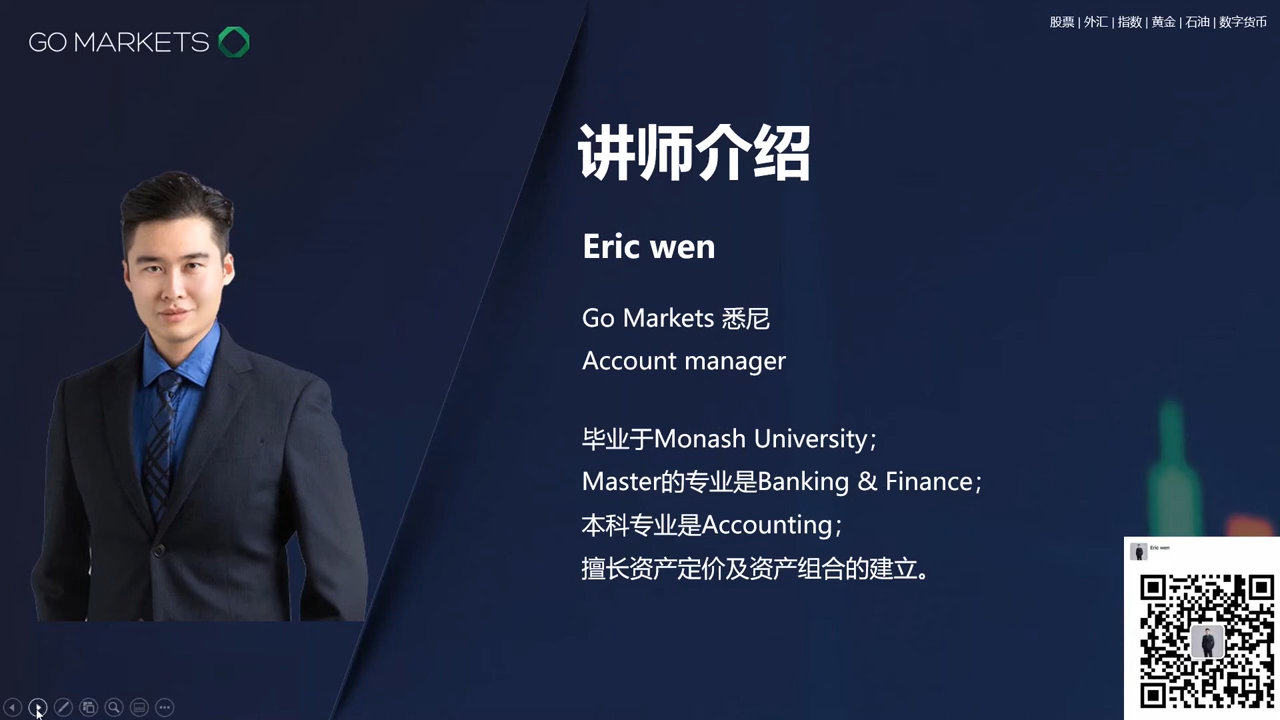 GO MARKETS
股票 | 外汇 | 指数 | 黄金 | 石油 | 数字货币
讲师介绍
Eric wen
Go Markets 悉尼
Account manager
毕业于Monash University；
Master的专业是Banking & Finance；
本科专业是Accounting；
擅长资产定价及资产组合的建立。
Eric wen